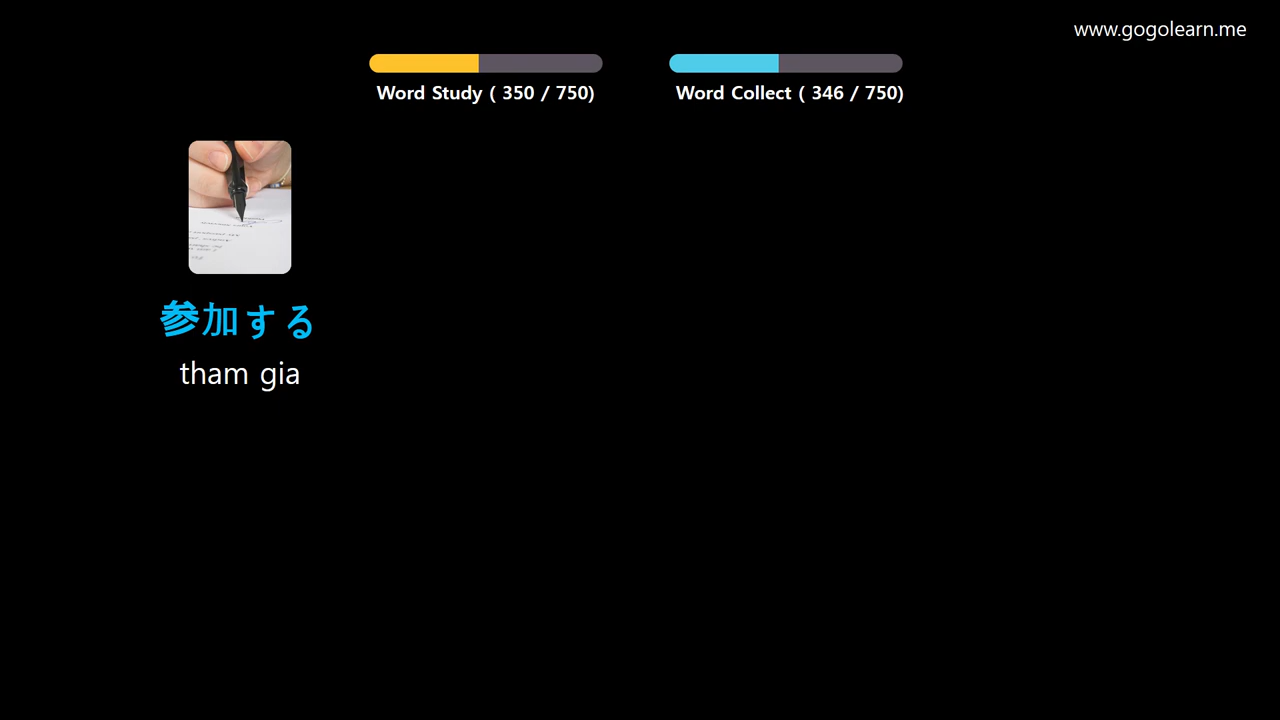 www.gogolearn.me
Word Study ( 350 / 750)
Word Collect ( 346 / 750)
参加する
tham gia